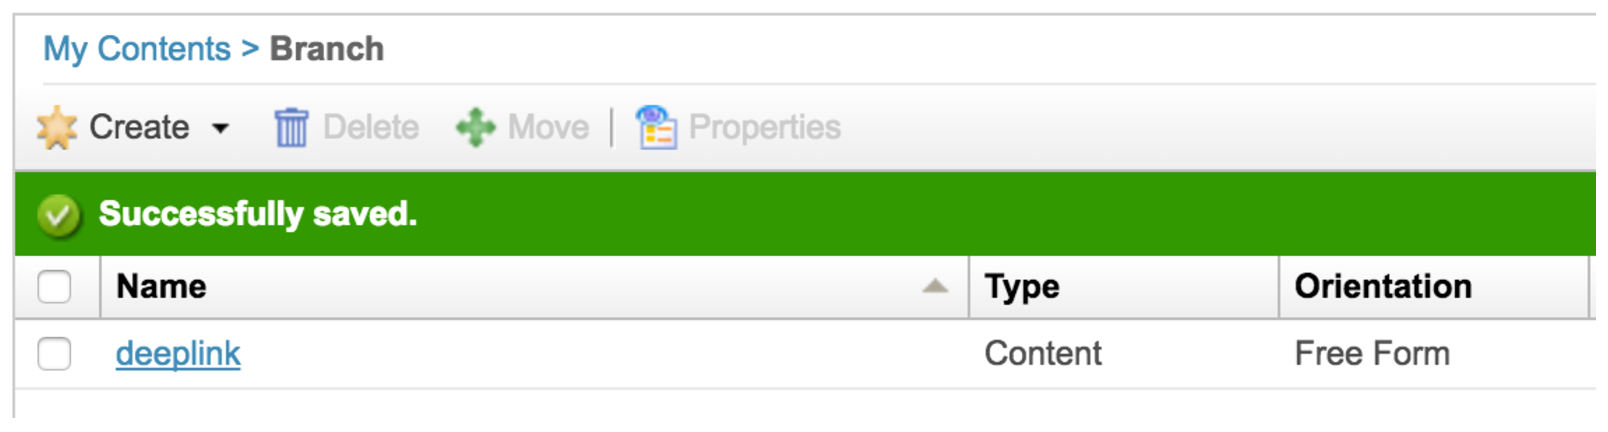 My Contents > Branch
Create Delete Move | Properties
Successfully saved.
Name Type Orientation
deeplink Content Free Form